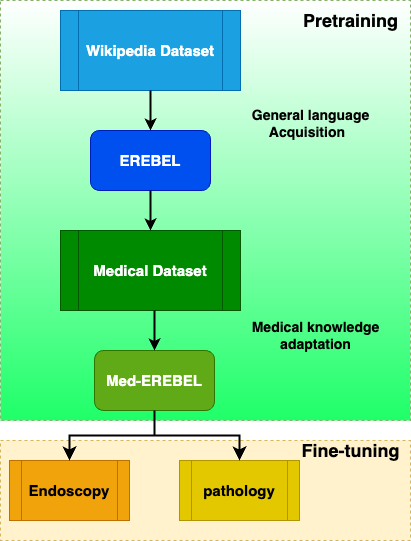 Pretraining
Wikipedia Dataset
General language
Acquisition
EREBEL
Medical Dataset
Medical knowledge
adaptation
Med-EREBEL
Fine-tuning
Endoscopy
pathology